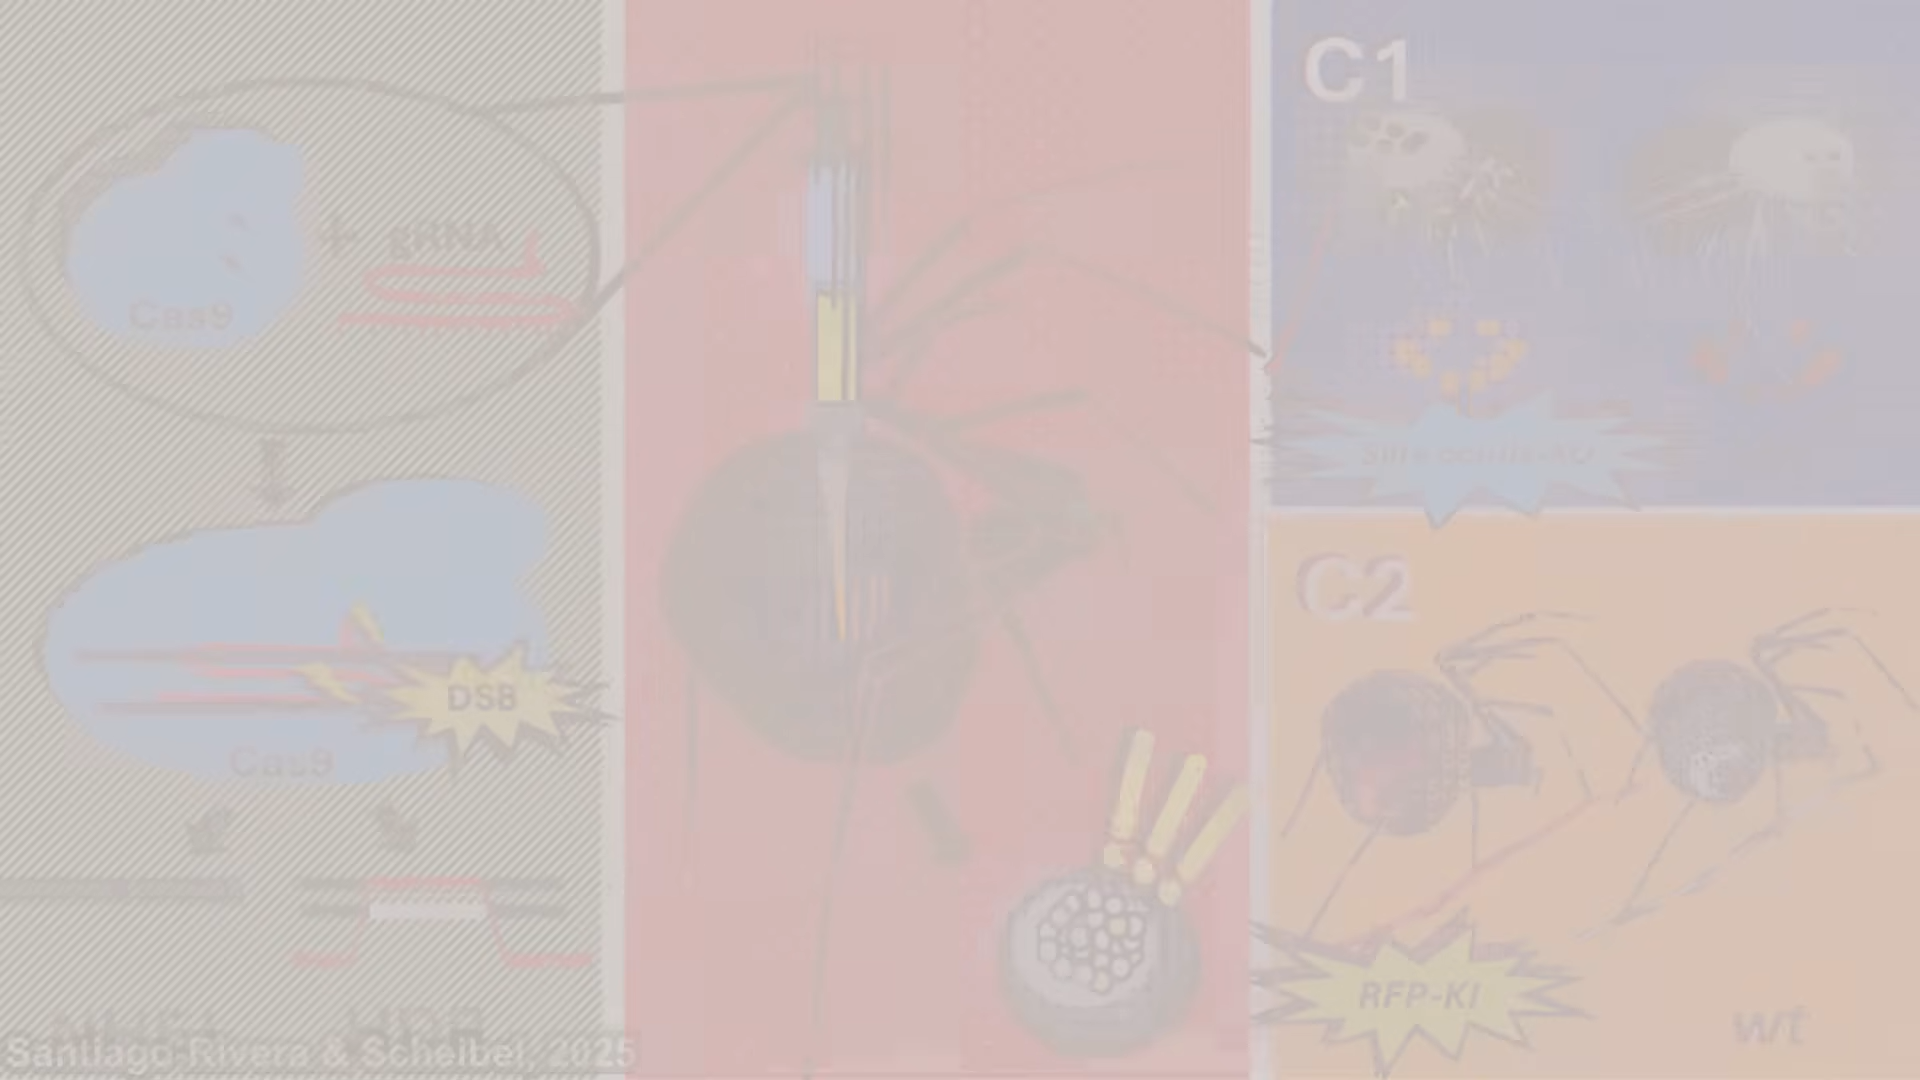 + gRNA
Cas9
DSB
Cas9
Santiago-Rivera & Scheibel, 2025
C1
C2
RFP-KI
wt